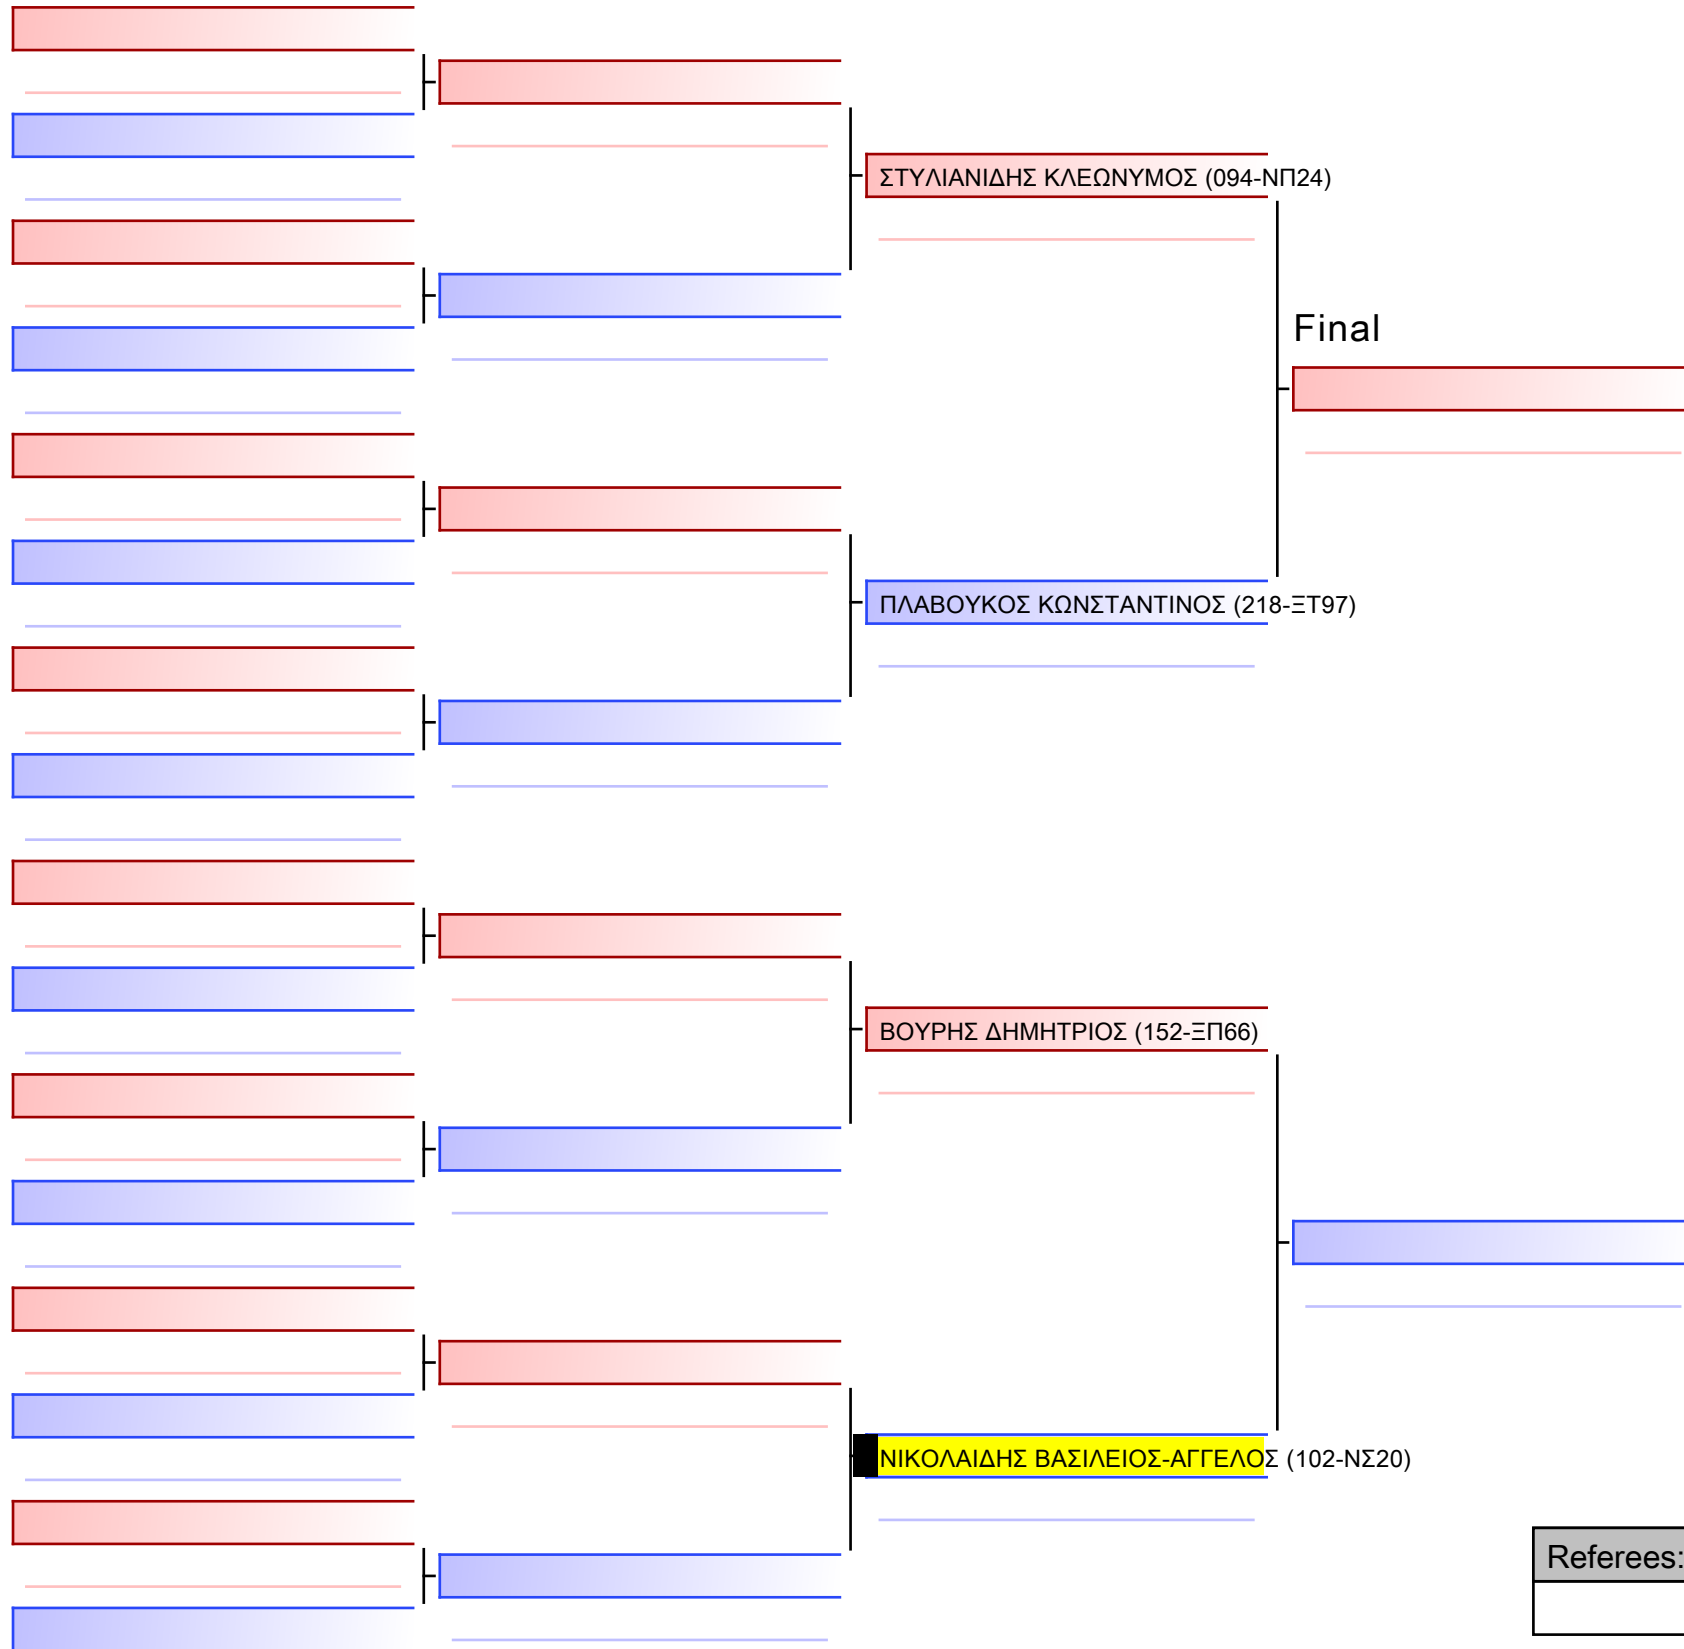 ΣΤΥΛΙΑΝΙΔΗΣ ΚΛΕΩΝΥΜΟΣ (094-ΝΠ24)
Final
ΠΛΑΒΟΥΚΟΣ ΚΩΝΣΤΑΝΤΙΝΟΣ (218-ΞΤ97)
ΒΟΥΡΗΣ ΔΗΜΗΤΡΙΟΣ (152-ΞΠ66)
ΝΙΚΟΛΑΙΔΗΣ ΒΑΣΙΛΕΙΟΣ-ΑΓΓΕΛΟΣ (102-ΝΣ20)
Referees: